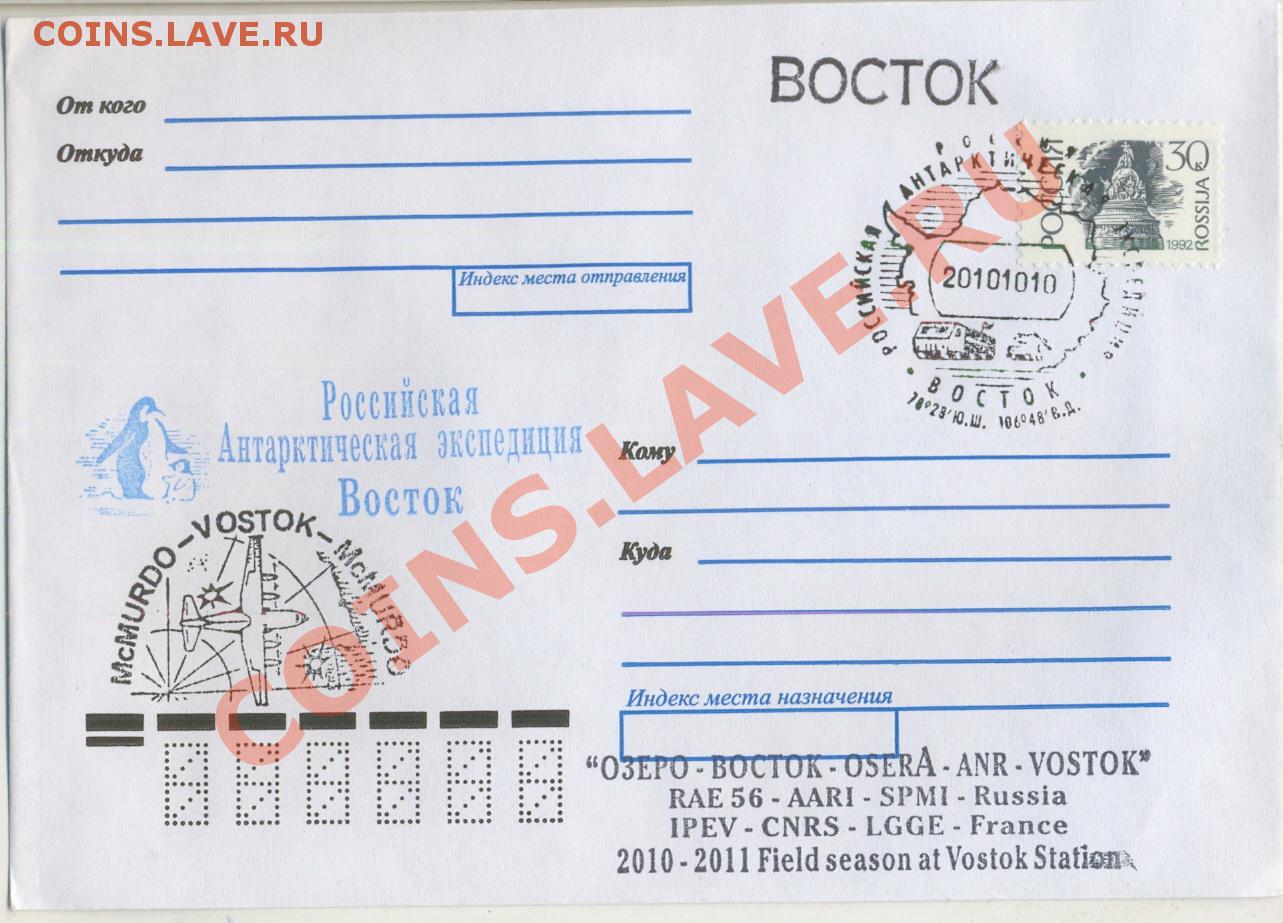 COINS.LAVE.RU
ВОСТОК
От кого
Откуда
Индекс места отправления
РОССИЯ
30к
ROSSIJA
1992
РОССИЙСКАЯ АНТАРКТИЧЕСКАЯ ЭКСПЕДИЦИЯ
20101010
• ВОСТОК •
78°28'Ю.Ш. 106°48'В.Д.
Российская
Антарктическая экспедиция
Восток
McMURDO–VOSTOK–McMURDO
Кому
Куда
Индекс места назначения
"ОЗЕРО - ВОСТОК - OSERA - ANR - VOSTOK"
RAE 56 - AARI - SPMI - Russia
IPEV - CNRS - LGGE - France
2010 - 2011 Field season at Vostok Station
COINS.LAVE.RU